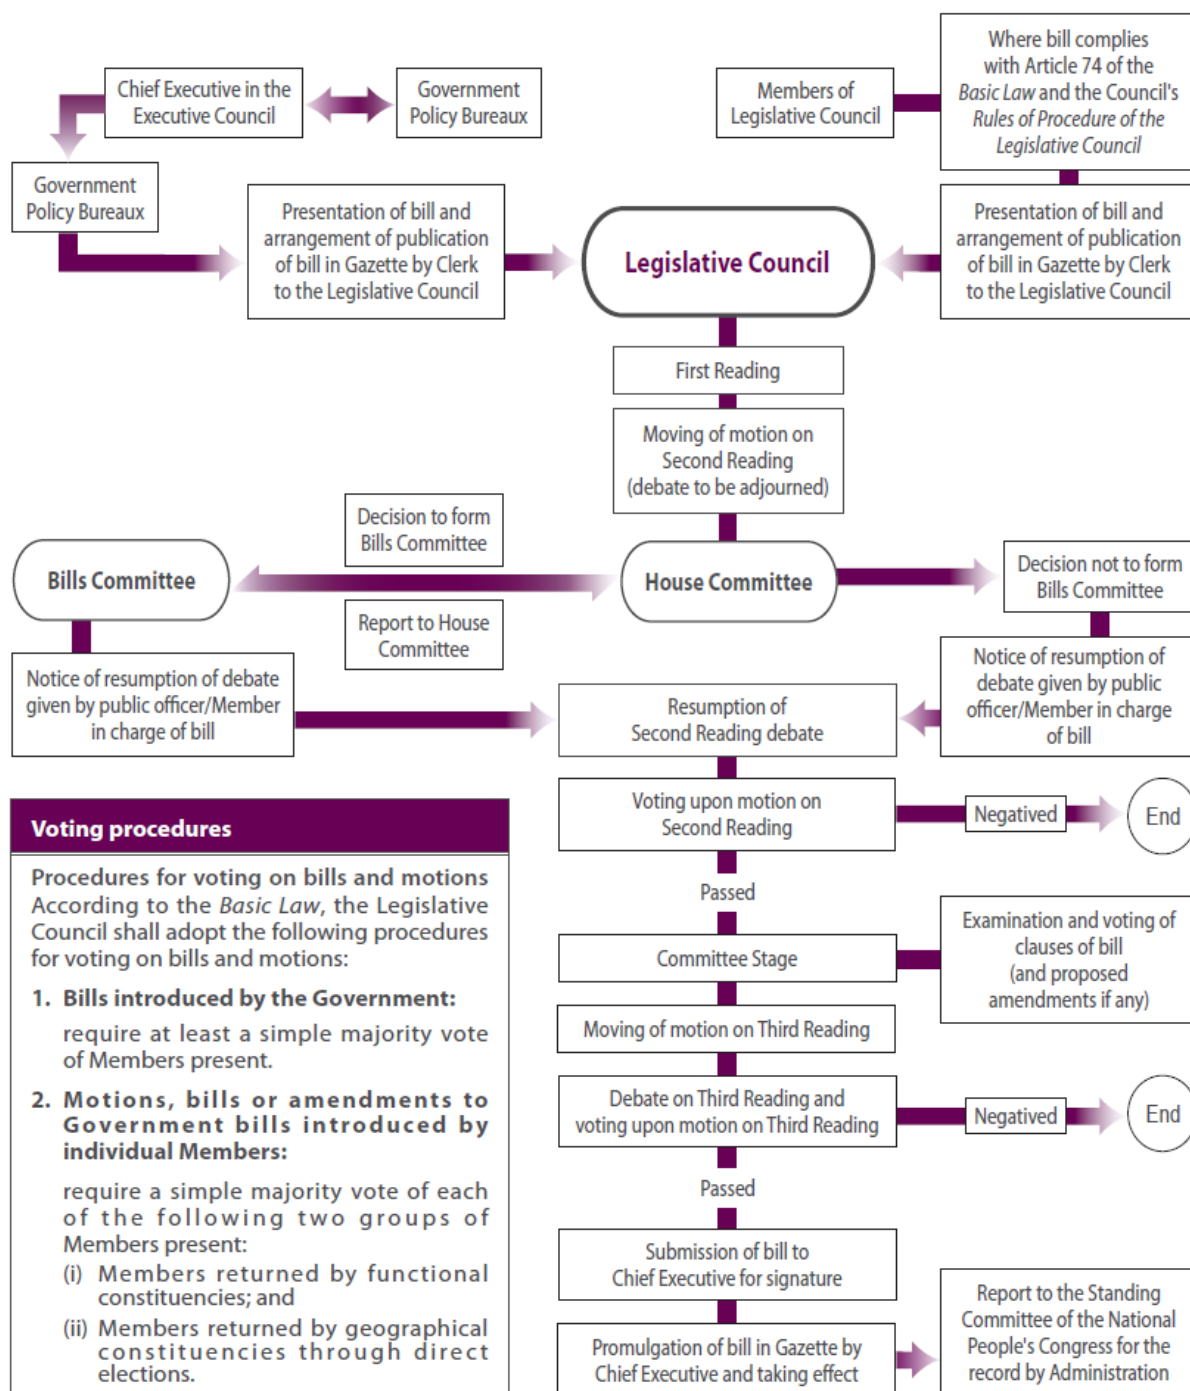 Chief Executive in the
Executive Council
Government
Policy Bureaux
Members of
Legislative Council
Where bill complies
with Article 74 of the
Basic Law and the Council's
Rules of Procedure of the
Legislative Council
Government
Policy Bureaux
Presentation of bill and
arrangement of publication
of bill in Gazette by Clerk
to the Legislative Council
Legislative Council
Presentation of bill and
arrangement of publication
of bill in Gazette by Clerk
to the Legislative Council
First Reading
Moving of motion on
Second Reading
(debate to be adjourned)
Decision to form
Bills Committee
Bills Committee
House Committee
Decision not to form
Bills Committee
Report to House
Committee
Notice of resumption of debate
given by public officer/Member
in charge of bill
Resumption of
Second Reading debate
Notice of resumption of
debate given by public
officer/Member in charge
of bill
Voting upon motion on
Second Reading
Negatived
End
Passed
Committee Stage
Examination and voting of
clauses of bill
(and proposed
amendments if any)
Moving of motion on Third Reading
Debate on Third Reading and
voting upon motion on Third Reading
Negatived
End
Passed
Submission of bill to
Chief Executive for signature
Promulgation of bill in Gazette by
Chief Executive and taking effect
Report to the Standing
Committee of the National
People's Congress for the
record by Administration
Voting procedures
Procedures for voting on bills and motions
According to the Basic Law, the Legislative
Council shall adopt the following procedures
for voting on bills and motions:
1. Bills introduced by the Government:
require at least a simple majority vote
of Members present.
2. Motions, bills or amendments to
Government bills introduced by
individual Members:
require a simple majority vote of each
of the following two groups of
Members present:
(i) Members returned by functional
constituencies; and
(ii) Members returned by geographical
constituencies through direct
elections.